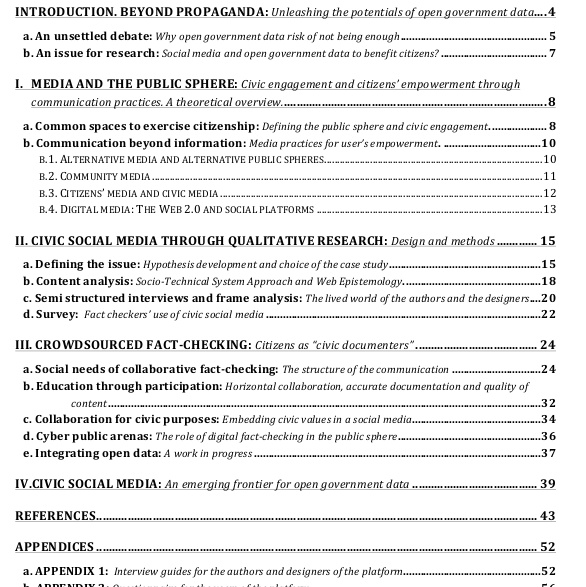 INTRODUCTION. BEYOND PROPAGANDA: Unleashing the potentials of open government data....4
a. An unsettled debate: Why open government data risk of not being enough 5
b. An issue for research: Social media and open government data to benefit citizens? 7
I. MEDIA AND THE PUBLIC SPHERE: Civic engagement and citizens' empowerment through
communication practices. A theoretical overview. 8
a. Common spaces to exercise citizenship: Defining the public sphere and civic engagement. 8
b. Communication beyond information: Media practices for user's empowerment. 10
B.1. ALTERNATIVE MEDIA AND ALTERNATIVE PUBLIC SPHERES 10
B.2. COMMUNITY MEDIA 11
B.3. CITIZENS' MEDIA AND CIVIC MEDIA 12
B.4. DIGITAL MEDIA: THE WEB 2.0 AND SOCIAL PLATFORMS 13
II. CIVIC SOCIAL MEDIA THROUGH QUALITATIVE RESEARCH: Design and methods 15
a. Defining the issue: Hypothesis development and choice of the case study 15
b. Content analysis: Socio-Technical System Approach and Web Epistemology 18
c. Semi structured interviews and frame analysis: The lived world of the authors and the designers....20
d. Survey: Fact checkers' use of civic social media 22
III. CROWDSOURCED FACT-CHECKING: Citizens as "civic documenters" 24
a. Social needs of collaborative fact-checking: The structure of the communication 24
b. Education through participation: Horizontal collaboration, accurate documentation and quality of
content 32
c. Collaboration for civic purposes: Embedding civic values in a social media 34
d. Cyber public arenas: The role of digital fact-checking in the public sphere 36
e. Integrating open data: A work in progress 37
IV.CIVIC SOCIAL MEDIA: An emerging frontier for open government data 39
REFERENCES 43
APPENDICES 52
a. APPENDIX 1: Interview guides for the authors and designers of the platform 52